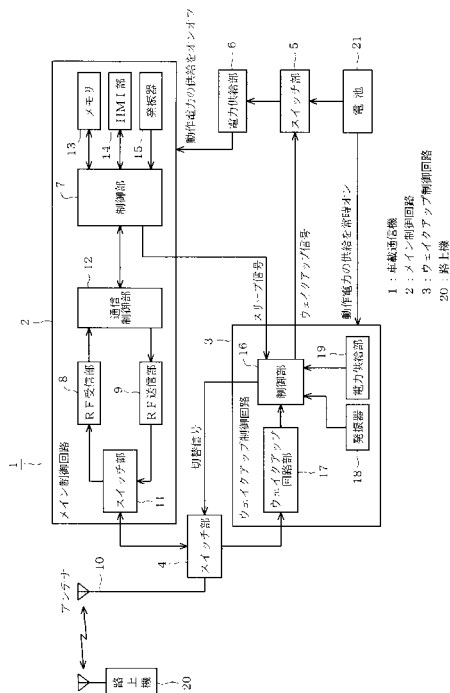 1
メイン制御回路
2
スイッチ部
11
8
RF受信部
RF送信部
9
12
通信
制御部
7
制御部
メモリ
13
HMI部
14
発振器
15
動作電力の供給をオンオフ
アンテナ
10
スイッチ部
4
切替信号
スリープ信号
ウェイクアップ信号
電力供給部
6
スイッチ部
5
電池
21
動作電力の供給を常時オン
路上機
20
3
ウェイクアップ制御回路
16
制御部
ウェイクアップ
回路部
17
発振器
18
19
電力供給部
1:車載通信機
2:メイン制御回路
3:ウェイクアップ制御回路
20:路上機